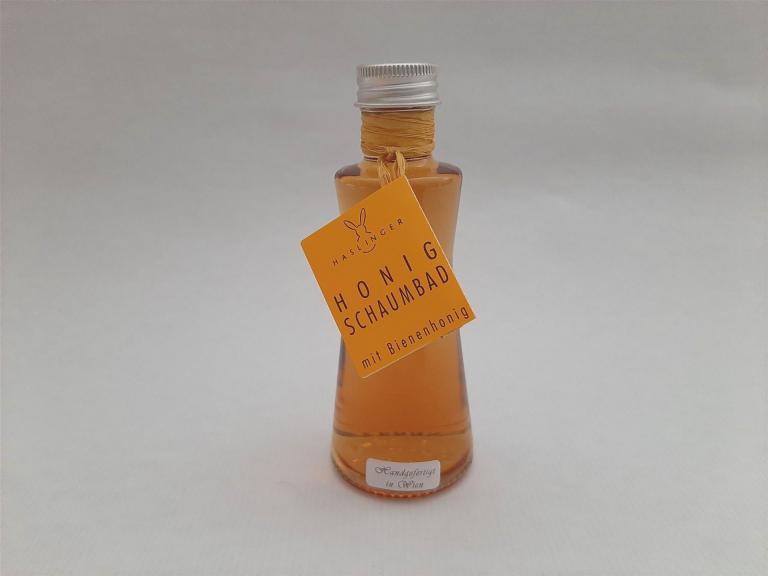 HASLINGER
HONIG
SCHAUMBAD
mit Bienenhonig
Handgefertigt
in Wien